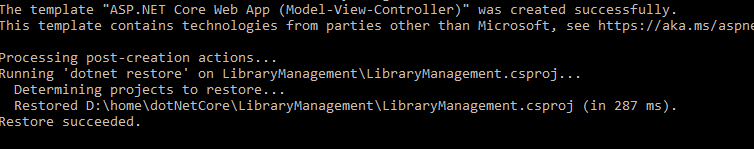 The template "ASP.NET Core Web App (Model-View-Controller)" was created successfully.
This template contains technologies from parties other than Microsoft, see https://aka.ms/aspne
Processing post-creation actions...
Running 'dotnet restore' on LibraryManagement\LibraryManagement.csproj...
Determining projects to restore...
Restored D:\home\dotNetCore\LibraryManagement\LibraryManagement.csproj (in 287 ms).
Restore succeeded.